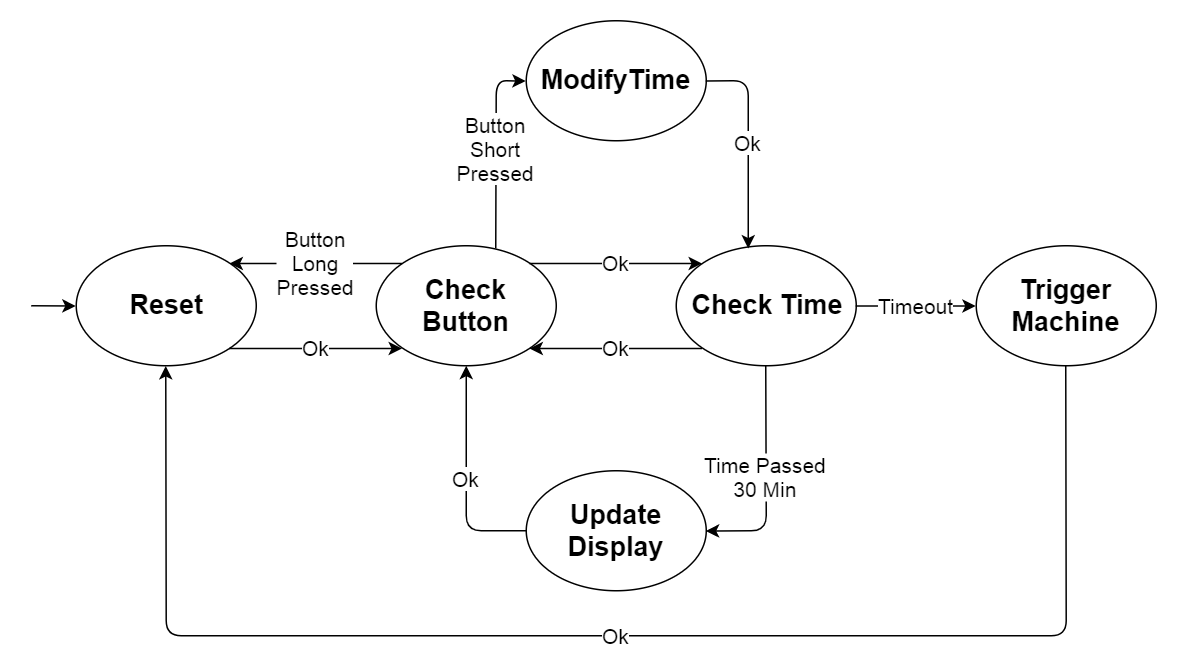 ModifyTime
Button
Short
Pressed
Ok
Button
Long
Pressed
Ok
Reset
Check
Button
Check Time
Timeout
Trigger
Machine
Ok
Ok
Ok
Time Passed
30 Min
Update
Display
Ok